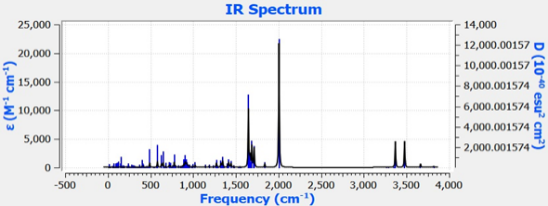 IR Spectrum
25,000
20,000
15,000
10,000
5,000
0
ε (M⁻¹ cm⁻¹)
14,000
12,000.00157
10,000.00157
8,000.001574
6,000.001574
4,000.001574
2,000.001574
D (10⁻⁴⁰ esu² cm²)
-500 0 500 1,000 1,500 2,000 2,500 3,000 3,500 4,000
Frequency (cm⁻¹)